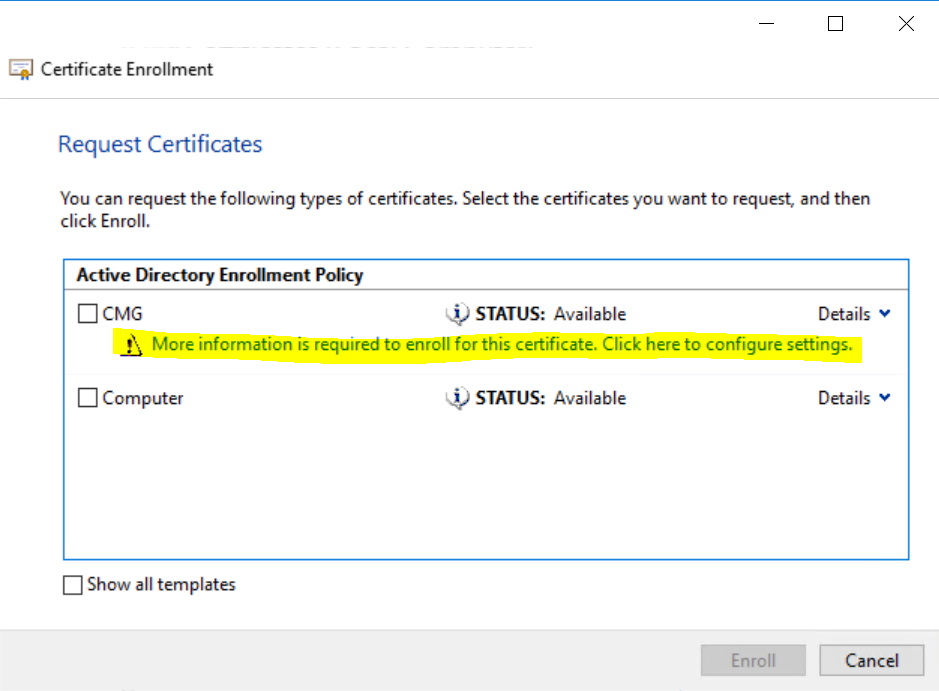 Certificate Enrollment
Request Certificates
You can request the following types of certificates. Select the certificates you want to request, and then
click Enroll.
Active Directory Enrollment Policy
CMG STATUS: Available Details
More information is required to enroll for this certificate. Click here to configure settings.
Computer STATUS: Available Details
Show all templates
Enroll Cancel